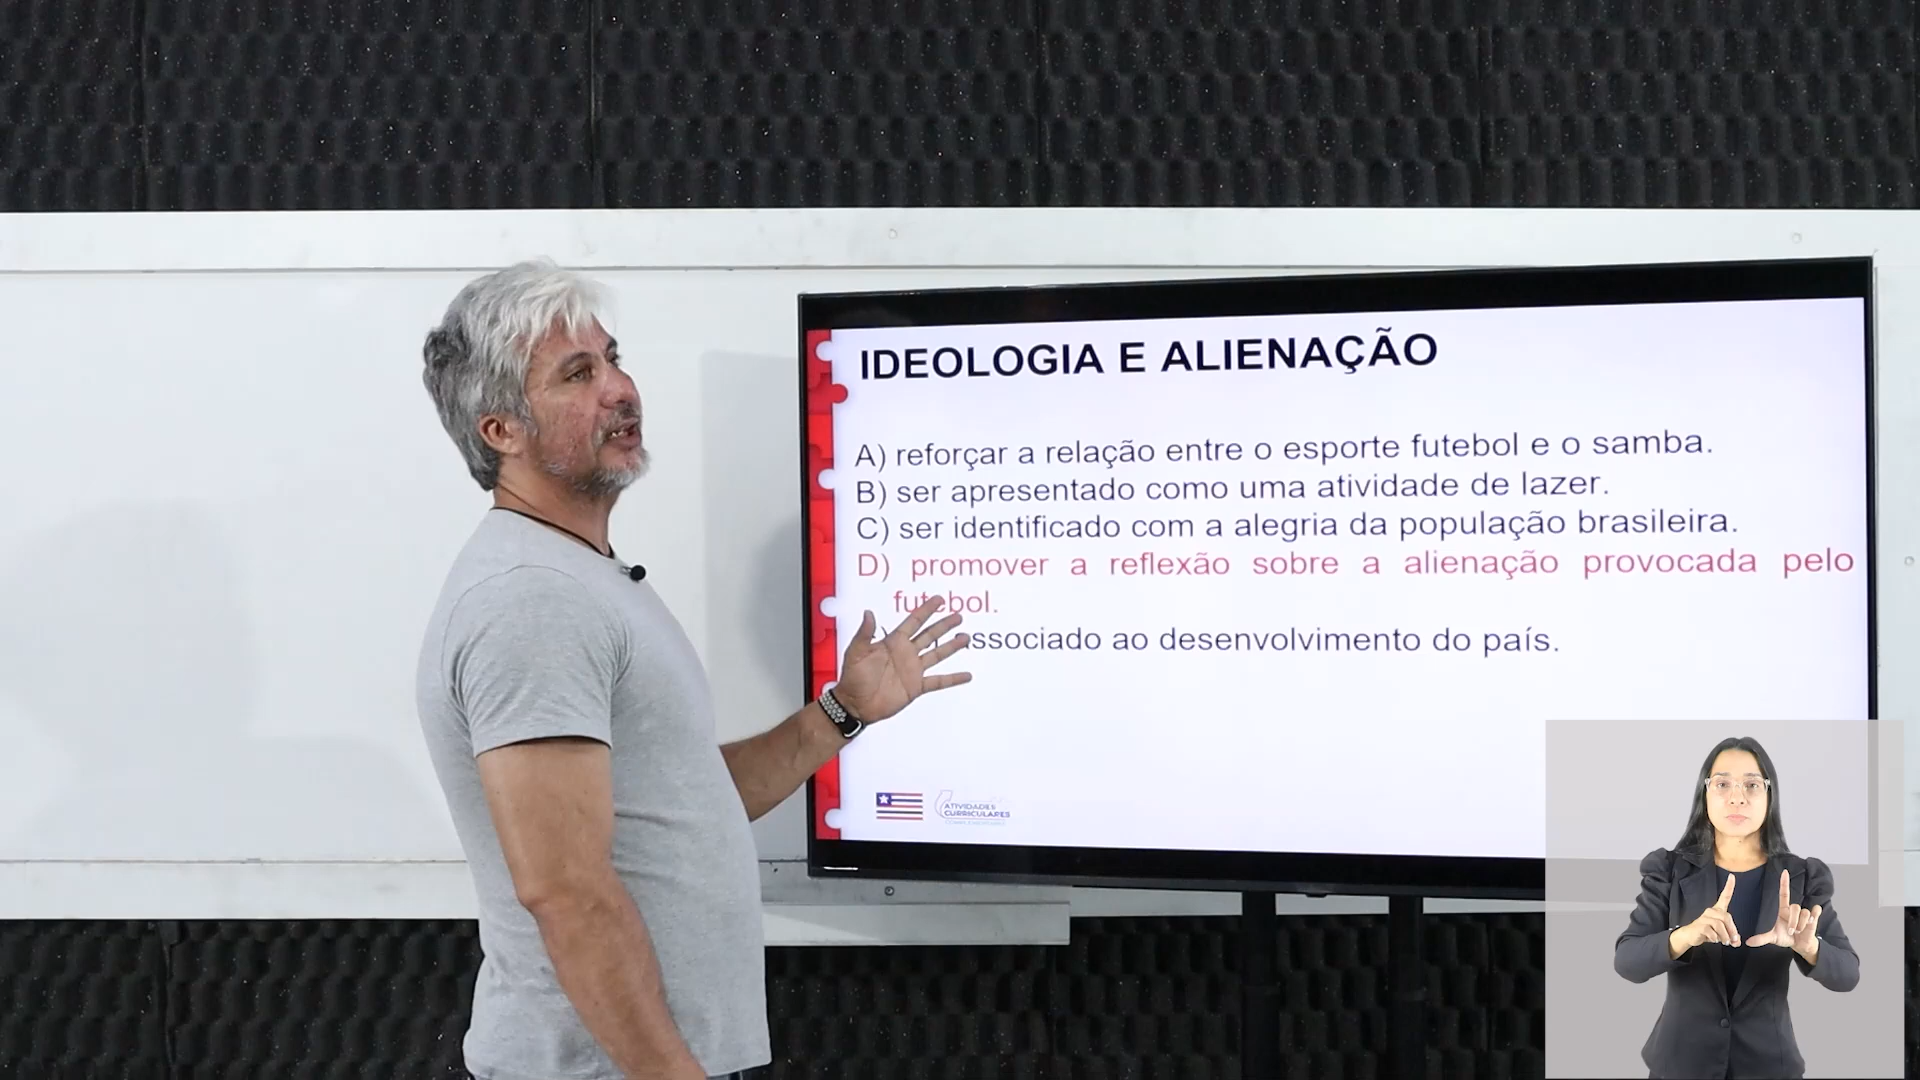 IDEOLOGIA E ALIENAÇÃO
A) reforçar a relação entre o esporte futebol e o samba.
B) ser apresentado como uma atividade de lazer.
C) ser identificado com a alegria da população brasileira.
D) promover a reflexão sobre a alienação provocada pelo
futebol.
associado ao desenvolvimento do país.
ATIVIDADES
CURRICULARES